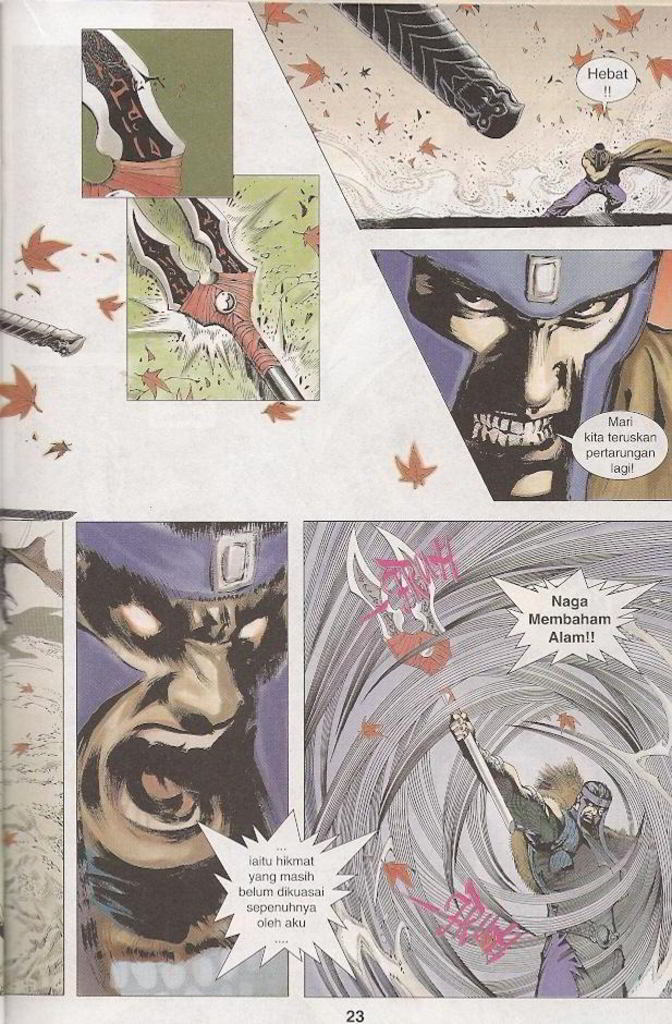 Hebat
!!
Mari
kita teruskan
pertarungan
lagi!
....
iaitu hikmat
yang masih
belum dikuasai
sepenuhnya
oleh aku
....
Naga
Membaham
Alam!!
23